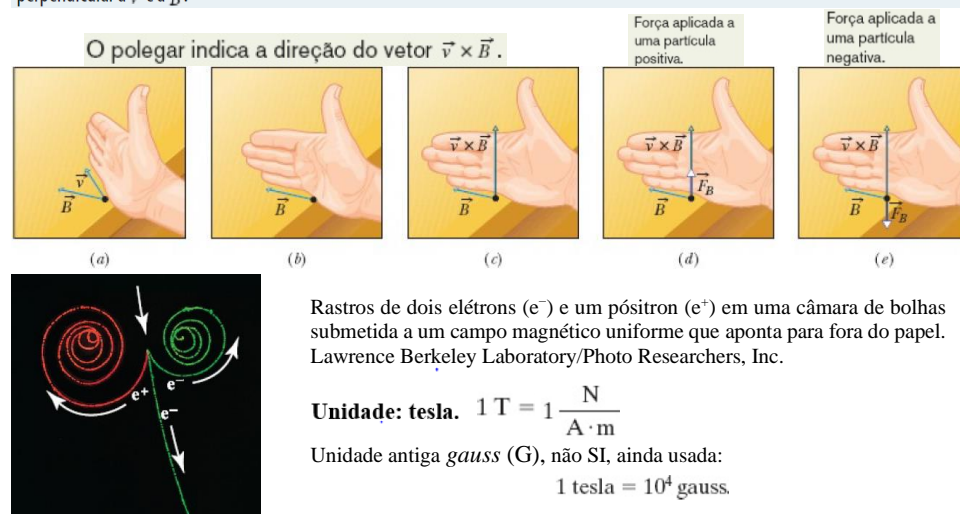 O polegar indica a direção do vetor v⃗ × B⃗ .
Força aplicada a
uma partícula
positiva.
Força aplicada a
uma partícula
negativa.
v⃗
B⃗
(a)
B⃗
(b)
v⃗ × B⃗
B⃗
(c)
v⃗ × B⃗
F⃗B
B⃗
(d)
v⃗ × B⃗
B⃗
F⃗B
(e)
e+
e−
e−
Rastros de dois elétrons (e⁻) e um pósitron (e⁺) em uma câmara de bolhas
submetida a um campo magnético uniforme que aponta para fora do papel.
Lawrence Berkeley Laboratory/Photo Researchers, Inc.
Unidade: tesla. 1 T = 1 N/(A · m)
Unidade antiga gauss (G), não SI, ainda usada:
1 tesla = 10⁴ gauss.